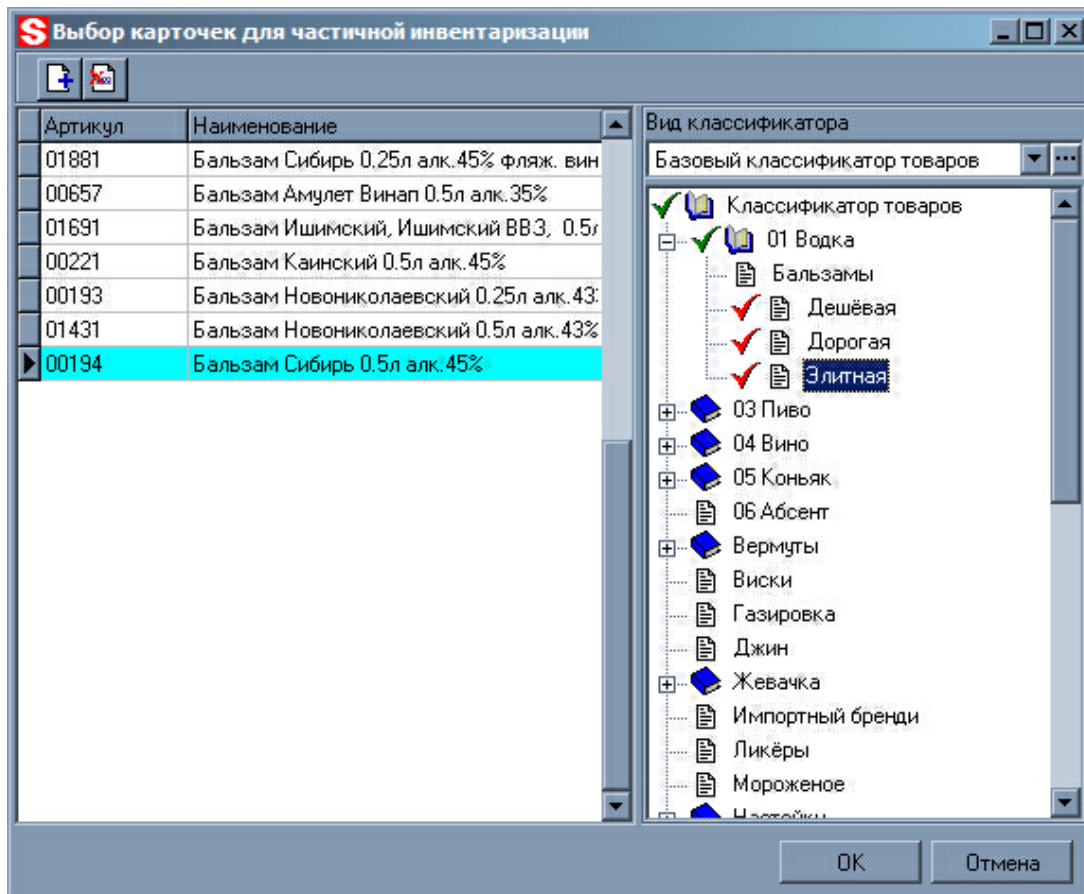 S Выбор карточек для частичной инвентаризации
Артикул Наименование
01881 Бальзам Сибирь 0.25л алк.45% фляж. вин
00657 Бальзам Амулет Винап 0.5л алк.35%
01691 Бальзам Ишимский, Ишимский ВВЗ, 0.5л
00221 Бальзам Каинский 0.5л алк.45%
00193 Бальзам Новониколаевский 0.25л алк.43%
01431 Бальзам Новониколаевский 0.5л алк.43%
00194 Бальзам Сибирь 0.5л алк.45%
Вид классификатора
Базовый классификатор товаров
Классификатор товаров
01 Водка
Бальзамы
Дешёвая
Дорогая
Элитная
03 Пиво
04 Вино
05 Коньяк
06 Абсент
Вермуты
Виски
Газировка
Джин
Жевачка
Импортный бренди
Ликёры
Мороженое
Настойки
OK Отмена